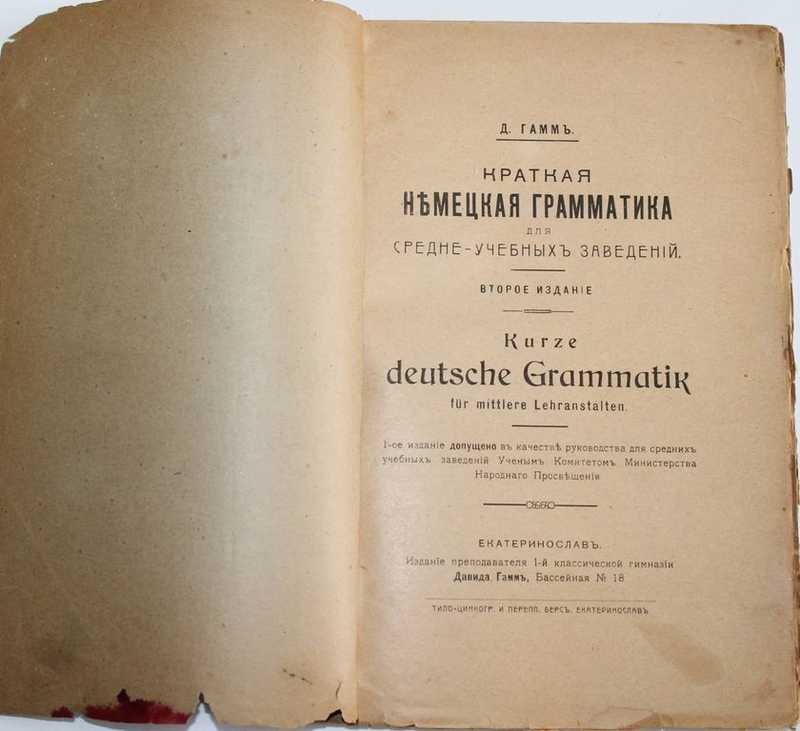 Д. ГАММЪ.
КРАТКАЯ
НѢМЕЦКАЯ ГРАММАТИКА
ДЛЯ
СРЕДНЕ-УЧЕБНЫХЪ ЗАВЕДЕНІЙ.
ВТОРОЕ ИЗДАНІЕ
Kurze
deutsche Grammatik
für mittlere Lehranstalten.
1-ое изданіе допущено въ качествѣ руководства для среднихъ
учебныхъ заведеній Ученымъ Комитетомъ Министерства
Народнаго Просвѣщенія
ЕКАТЕРИНОСЛАВЪ.
Изданіе преподавателя 1-й классической гимназіи
Давида Гаммъ, Бассейная № 18
ТИПО-ЦИНКОГР. И ПЕРЕПЛ. БЕРСЪ, ЕКАТЕРИНОСЛАВЪ